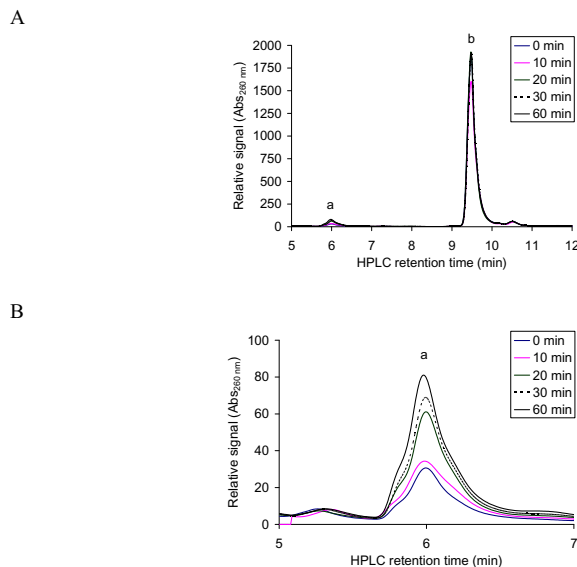 A
a
b
0 min
10 min
20 min
30 min
60 min
Relative signal (Abs260 nm)
2000
1750
1500
1250
1000
750
500
250
0
5 6 7 8 9 10 11 12
HPLC retention time (min)
B
a
0 min
10 min
20 min
30 min
60 min
Relative signal (Abs260 nm)
100
80
60
40
20
0
5 6 7
HPLC retention time (min)